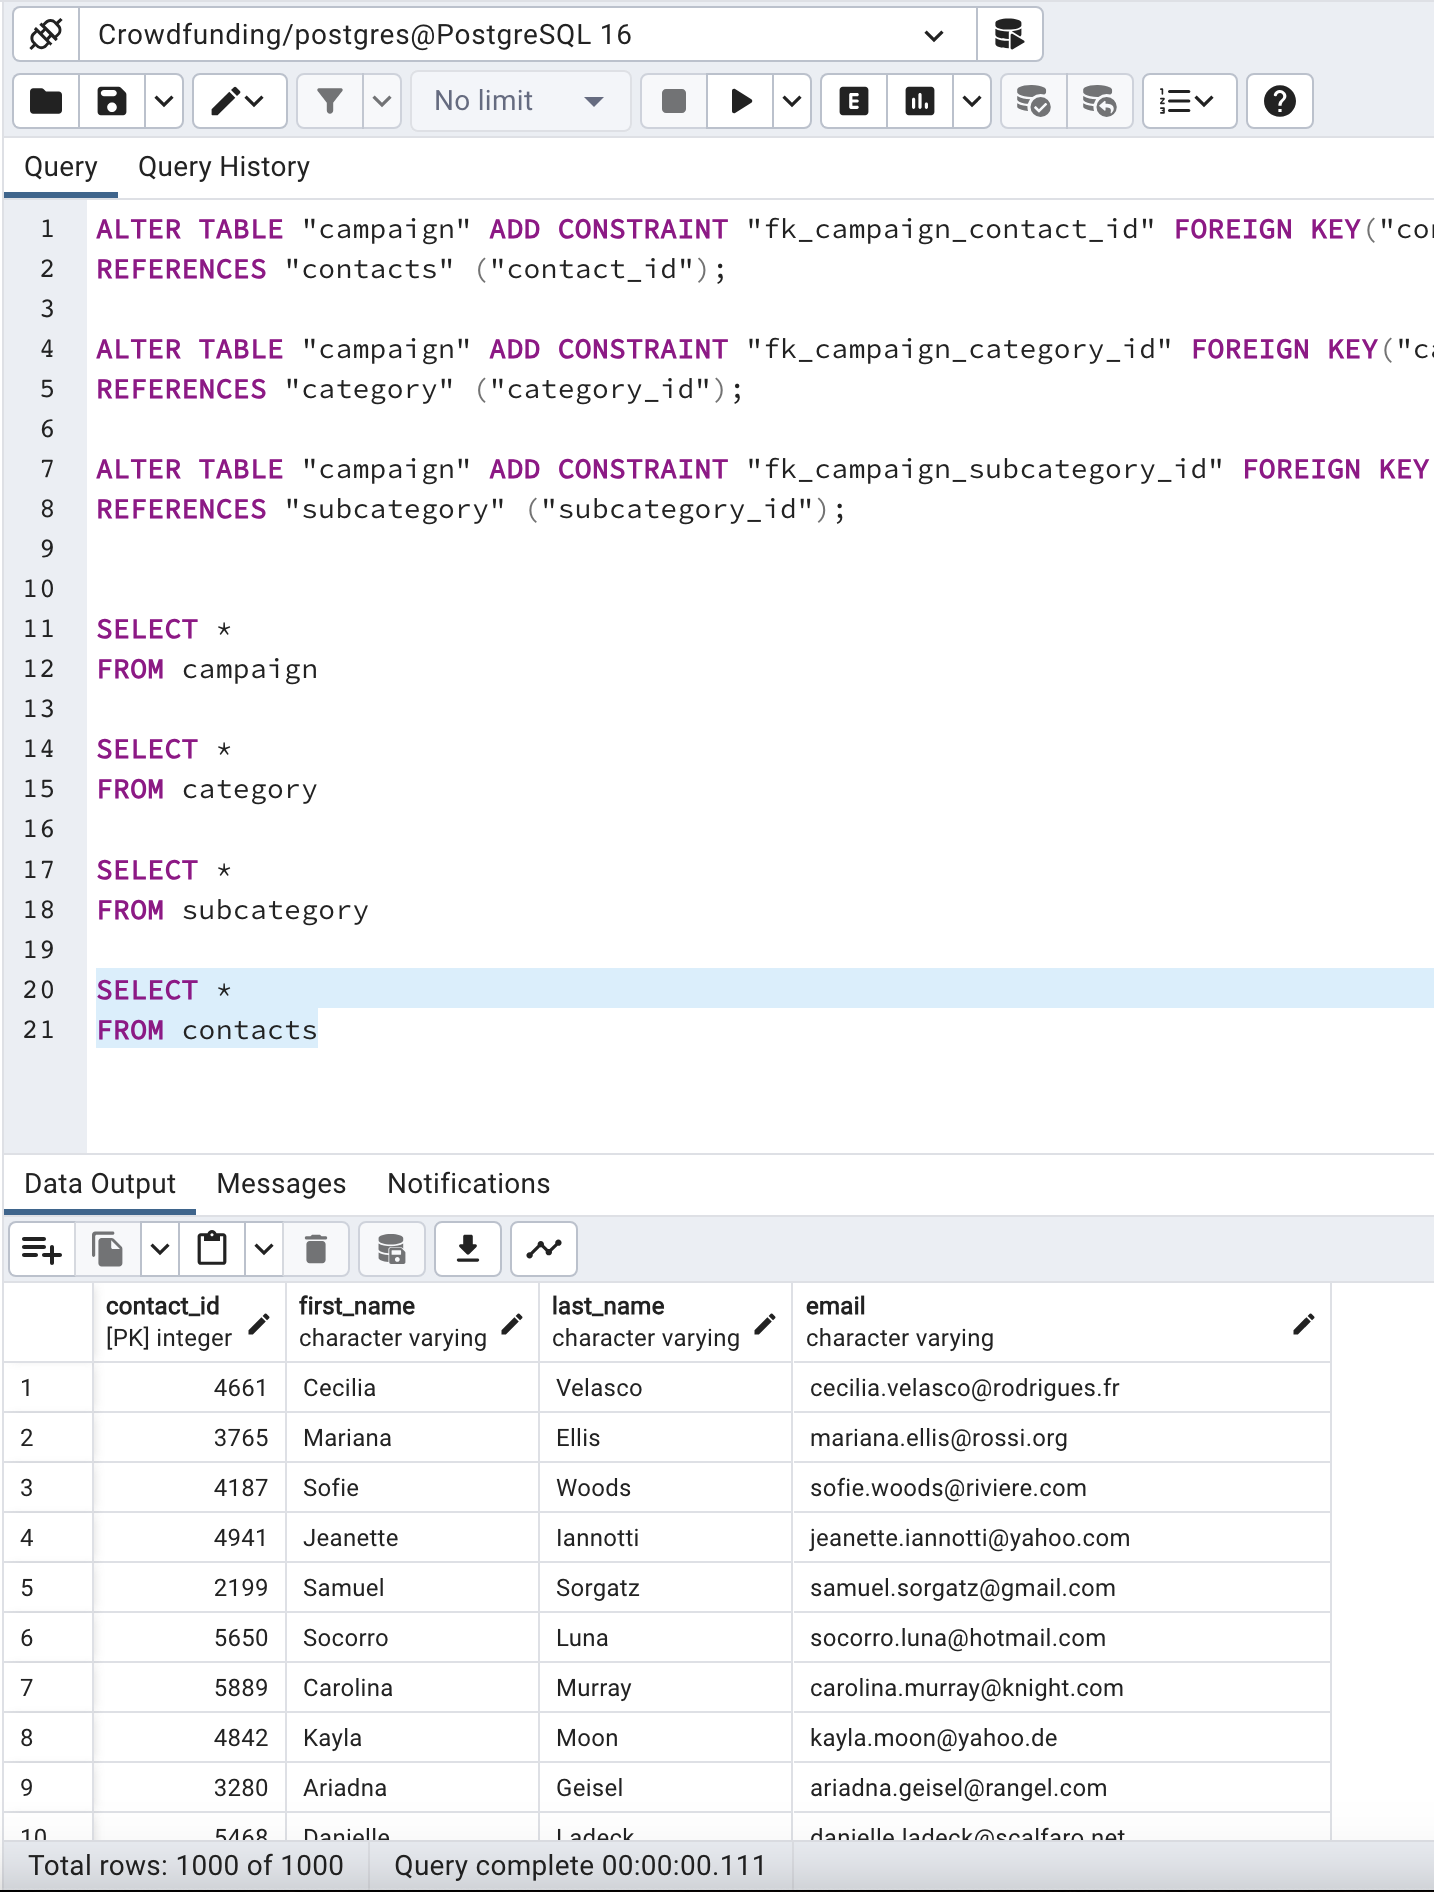 Crowdfunding/postgres@PostgreSQL 16
No limit
E
Query Query History
1 ALTER TABLE "campaign" ADD CONSTRAINT "fk_campaign_contact_id" FOREIGN KEY("con
2 REFERENCES "contacts" ("contact_id");
3
4 ALTER TABLE "campaign" ADD CONSTRAINT "fk_campaign_category_id" FOREIGN KEY("ca
5 REFERENCES "category" ("category_id");
6
7 ALTER TABLE "campaign" ADD CONSTRAINT "fk_campaign_subcategory_id" FOREIGN KEY
8 REFERENCES "subcategory" ("subcategory_id");
9
10
11 SELECT *
12 FROM campaign
13
14 SELECT *
15 FROM category
16
17 SELECT *
18 FROM subcategory
19
20 SELECT *
21 FROM contacts
Data Output Messages Notifications
contact_id first_name last_name email
[PK] integer character varying character varying character varying
1 4661 Cecilia Velasco cecilia.velasco@rodrigues.fr
2 3765 Mariana Ellis mariana.ellis@rossi.org
3 4187 Sofie Woods sofie.woods@riviere.com
4 4941 Jeanette Iannotti jeanette.iannotti@yahoo.com
5 2199 Samuel Sorgatz samuel.sorgatz@gmail.com
6 5650 Socorro Luna socorro.luna@hotmail.com
7 5889 Carolina Murray carolina.murray@knight.com
8 4842 Kayla Moon kayla.moon@yahoo.de
9 3280 Ariadna Geisel ariadna.geisel@rangel.com
10 5468 Danielle Ladeck danielle.ladeck@scalfaro.net
Total rows: 1000 of 1000 Query complete 00:00:00.111